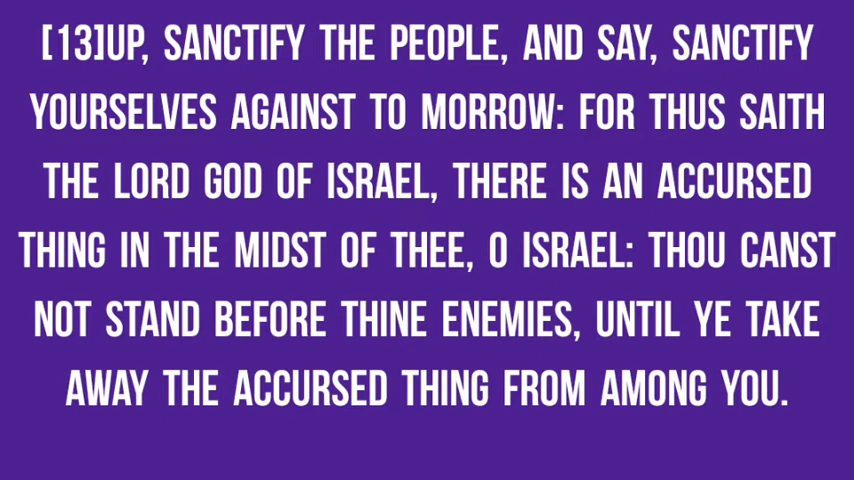 [13]UP, SANCTIFY THE PEOPLE, AND SAY, SANCTIFY
YOURSELVES AGAINST TO MORROW: FOR THUS SAITH
THE LORD GOD OF ISRAEL, THERE IS AN ACCURSED
THING IN THE MIDST OF THEE, O ISRAEL: THOU CANST
NOT STAND BEFORE THINE ENEMIES, UNTIL YE TAKE
AWAY THE ACCURSED THING FROM AMONG YOU.